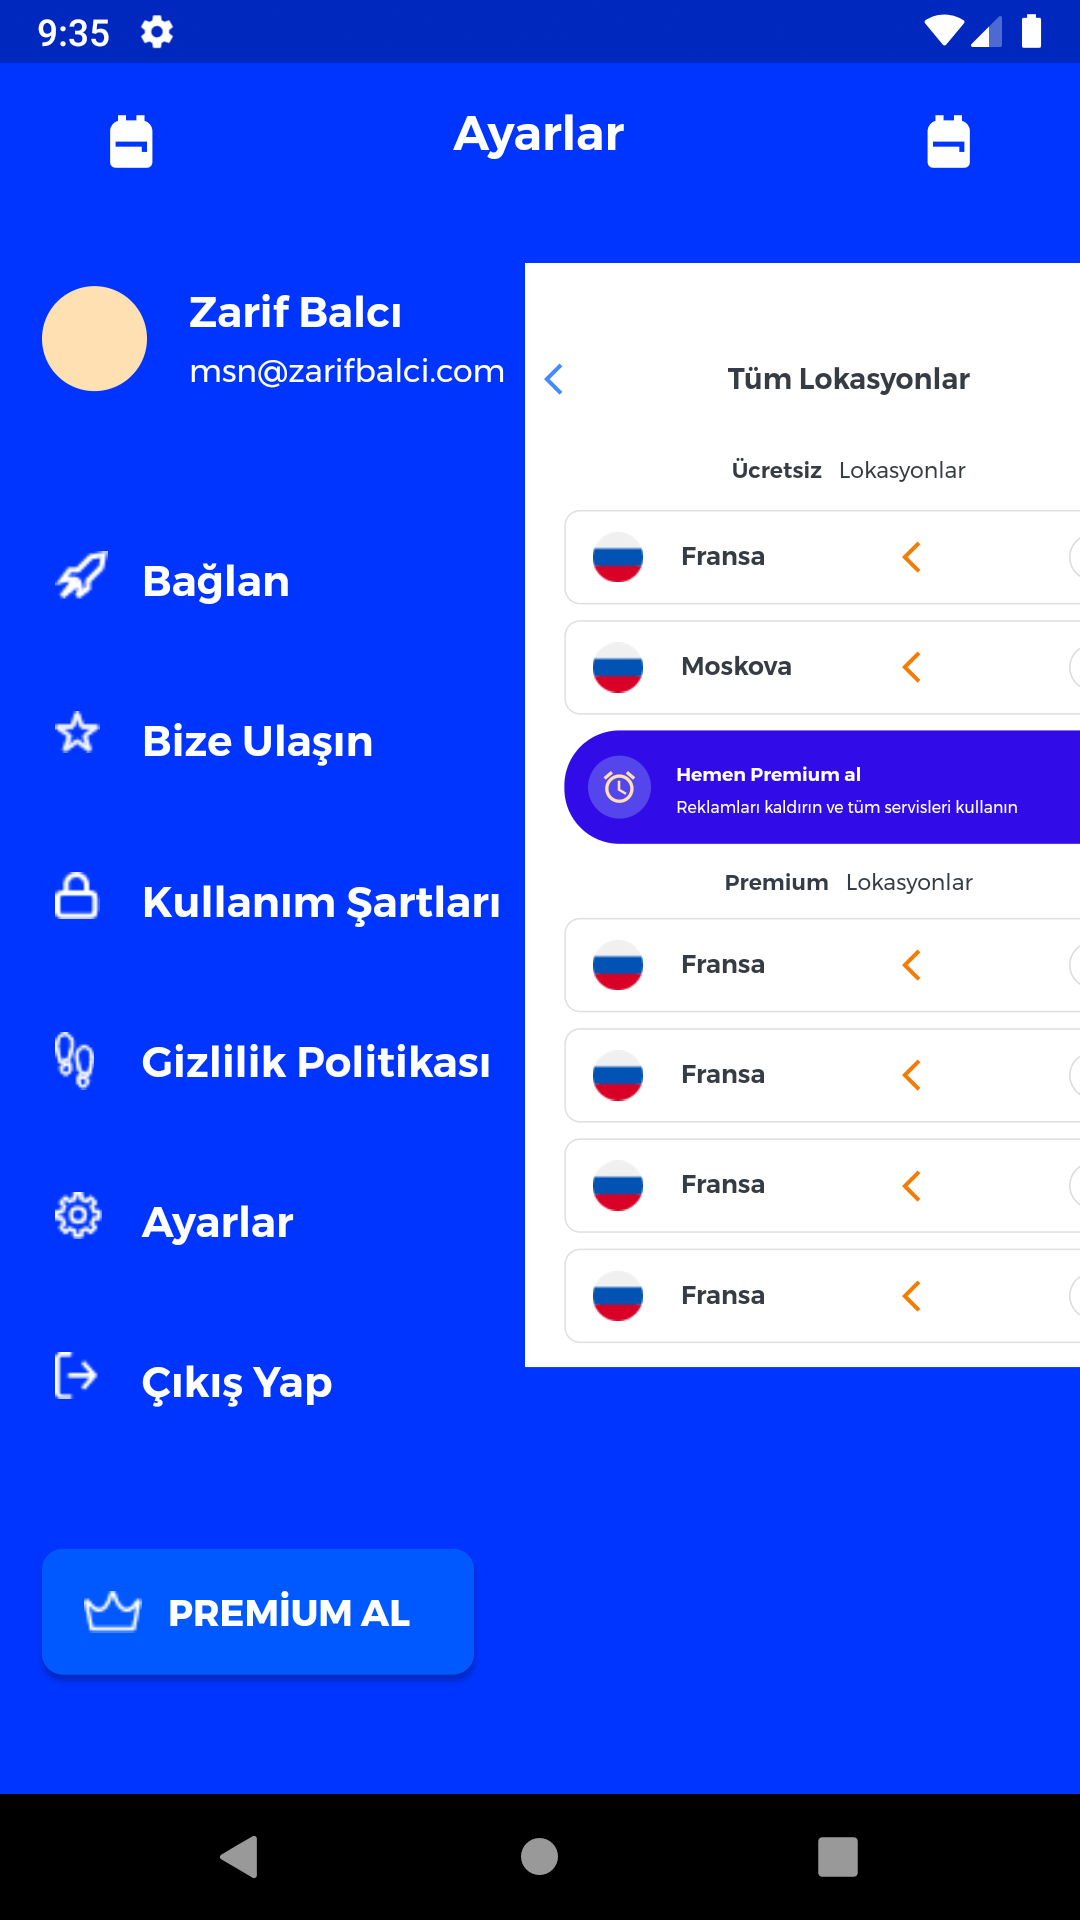 9:35
Ayarlar
Zarif Balcı
msn@zarifbalci.com
Bağlan
Bize Ulaşın
Kullanım Şartları
Gizlilik Politikası
Ayarlar
Çıkış Yap
PREMİUM AL
Tüm Lokasyonlar
Ücretsiz Lokasyonlar
Fransa
Moskova
Hemen Premium al
Reklamları kaldırın ve tüm servisleri kullanın
Premium Lokasyonlar
Fransa
Fransa
Fransa
Fransa